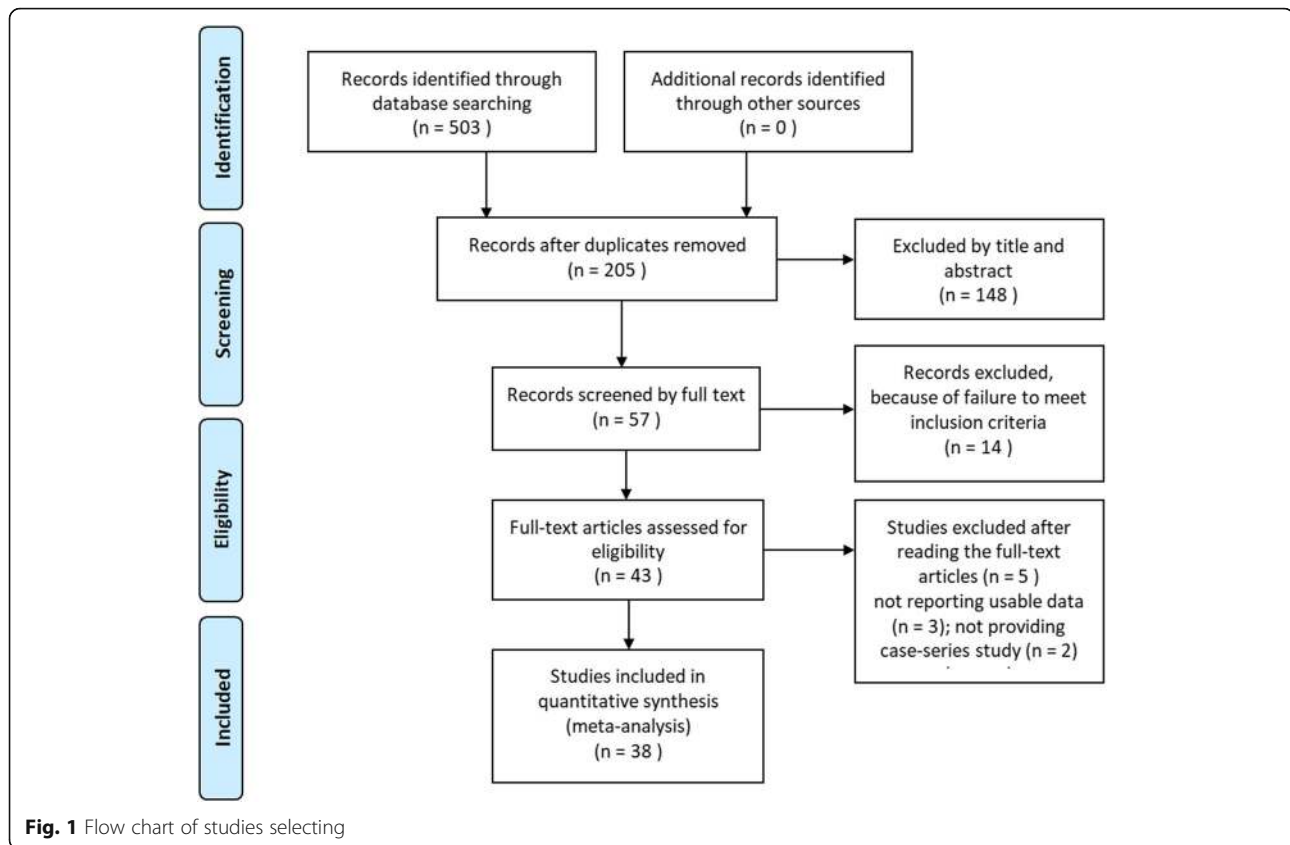 Identification
Records identified through
database searching
(n = 503 )
Additional records identified
through other sources
(n = 0 )
Screening
Records after duplicates removed
(n = 205 )
Excluded by title and
abstract
(n = 148 )
Records screened by full text
(n = 57 )
Records excluded,
because of failure to meet
inclusion criteria
(n = 14 )
Eligibility
Full-text articles assessed for
eligibility
(n = 43 )
Studies excluded after
reading the full-text
articles (n = 5 )
not reporting usable data
(n = 3); not providing
case-series study (n = 2)
Included
Studies included in
quantitative synthesis
(meta-analysis)
(n = 38 )
Fig. 1 Flow chart of studies selecting